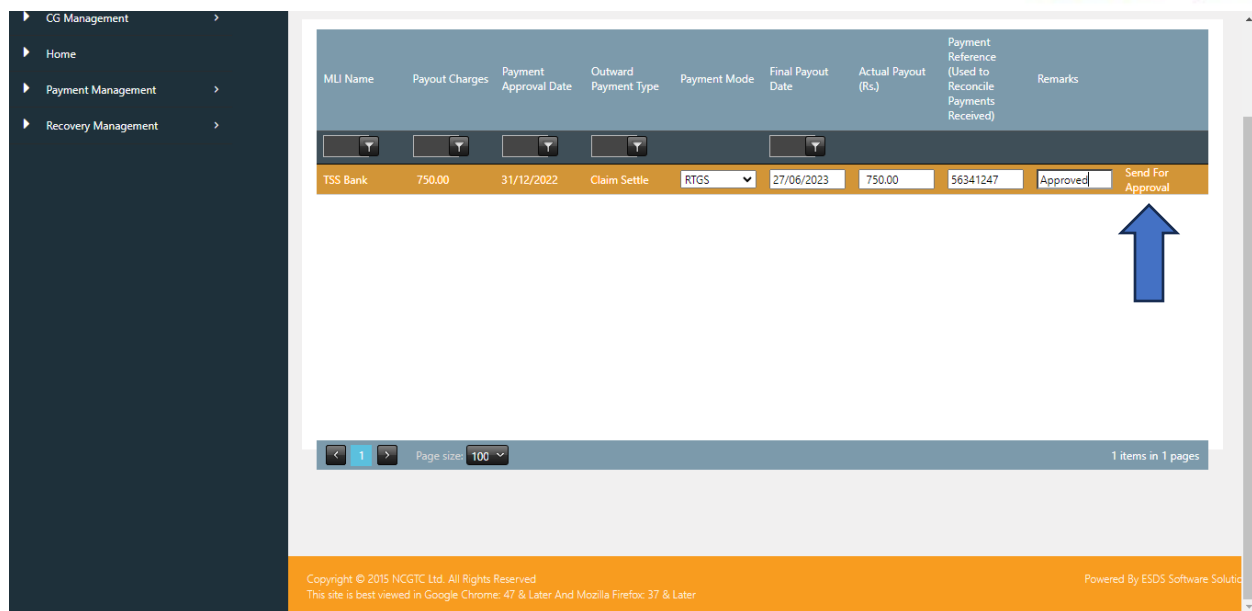 CG Management
Home
Payment Management
Recovery Management
MLI Name
Payout Charges
Payment
Approval Date
Outward
Payment Type
Payment Mode
Final Payout
Date
Actual Payout
(Rs.)
Payment
Reference
(Used to
Reconcile
Payments
Received)
Remarks
TSS Bank
750.00
31/12/2022
Claim Settle
RTGS
27/06/2023
750.00
56341247
Approved
Send For
Approval
1
Page size: 100
1 items in 1 pages
Copyright © 2015 NCGTC Ltd. All Rights Reserved
Powered By ESDS Software Solutio
This site is best viewed in Google Chrome: 47 & Later And Mozilla Firefox: 37 & Later